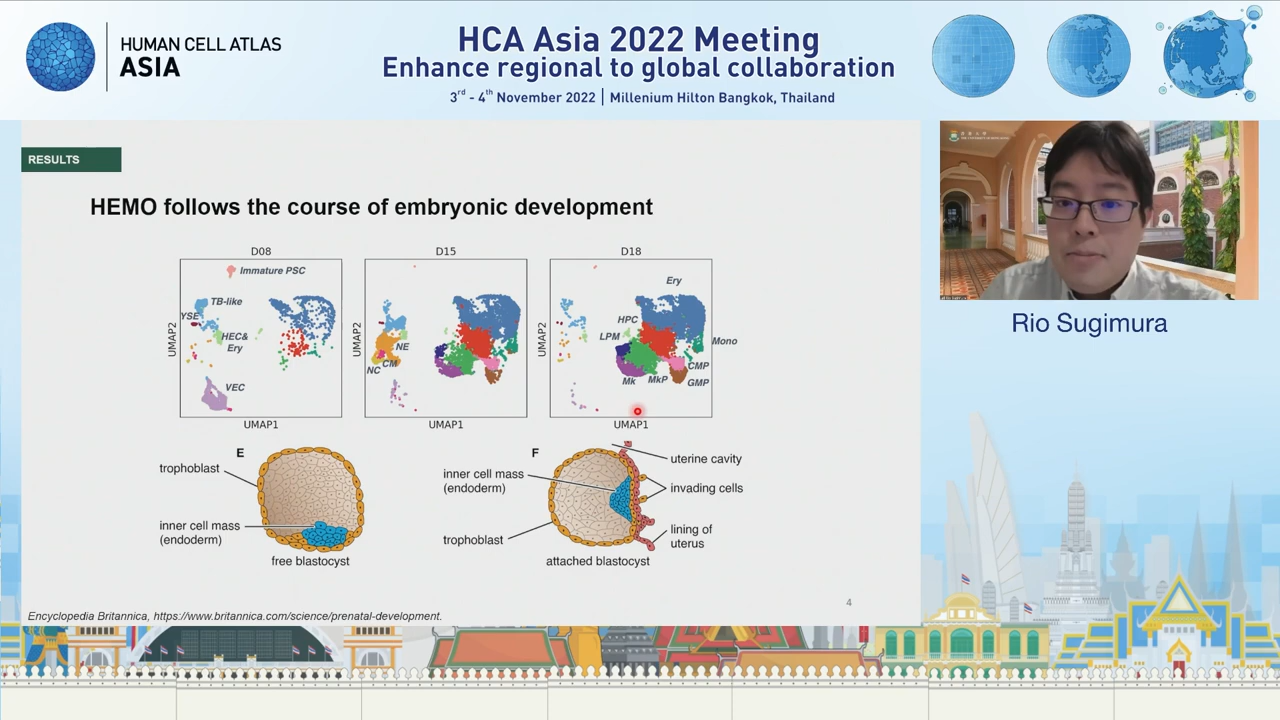 HUMAN CELL ATLAS
ASIA
HCA Asia 2022 Meeting
Enhance regional to global collaboration
3rd - 4th November 2022 | Millenium Hilton Bangkok, Thailand
RESULTS
HEMO follows the course of embryonic development
D08
D15
D18
Immature PSC
TB-like
YSE
HEC&
Ery
VEC
UMAP2
UMAP1
NE
CM
NC
UMAP2
UMAP1
Ery
HPC
LPM
Mono
CMP
Mk
MkP
GMP
UMAP2
UMAP1
E
trophoblast
inner cell mass
(endoderm)
free blastocyst
F
uterine cavity
inner cell mass
(endoderm)
invading cells
trophoblast
lining of
uterus
attached blastocyst
4
Encyclopedia Britannica, https://www.britannica.com/science/prenatal-development.
Rio Sugimura